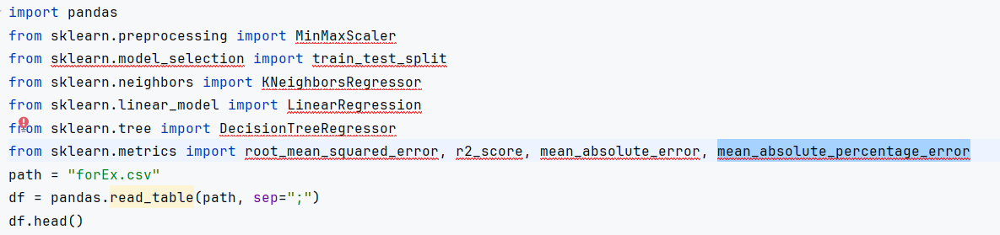 import pandas
from sklearn.preprocessing import MinMaxScaler
from sklearn.model_selection import train_test_split
from sklearn.neighbors import KNeighborsRegressor
from sklearn.linear_model import LinearRegression
from sklearn.tree import DecisionTreeRegressor
from sklearn.metrics import root_mean_squared_error, r2_score, mean_absolute_error, mean_absolute_percentage_error
path = "forEx.csv"
df = pandas.read_table(path, sep=";")
df.head()